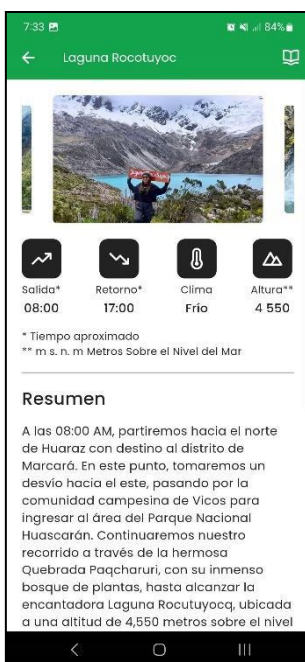 7:33
84%
Laguna Rocotuyoc
Salida* Retorno* Clima Altura**
08:00 17:00 Frío 4 550
* Tiempo aproximado
** m s. n. m Metros Sobre el Nivel del Mar
Resumen
A las 08:00 AM, partiremos hacia el norte
de Huaraz con destino al distrito de
Marcará. En este punto, tomaremos un
desvío hacia el este, pasando por la
comunidad campesina de Vicos para
ingresar al área del Parque Nacional
Huascarán. Continuaremos nuestro
recorrido a través de la hermosa
Quebrada Paqcharuri, con su inmenso
bosque de plantas, hasta alcanzar la
encantadora Laguna Rocutuyocq, ubicada
a una altitud de 4,550 metros sobre el nivel